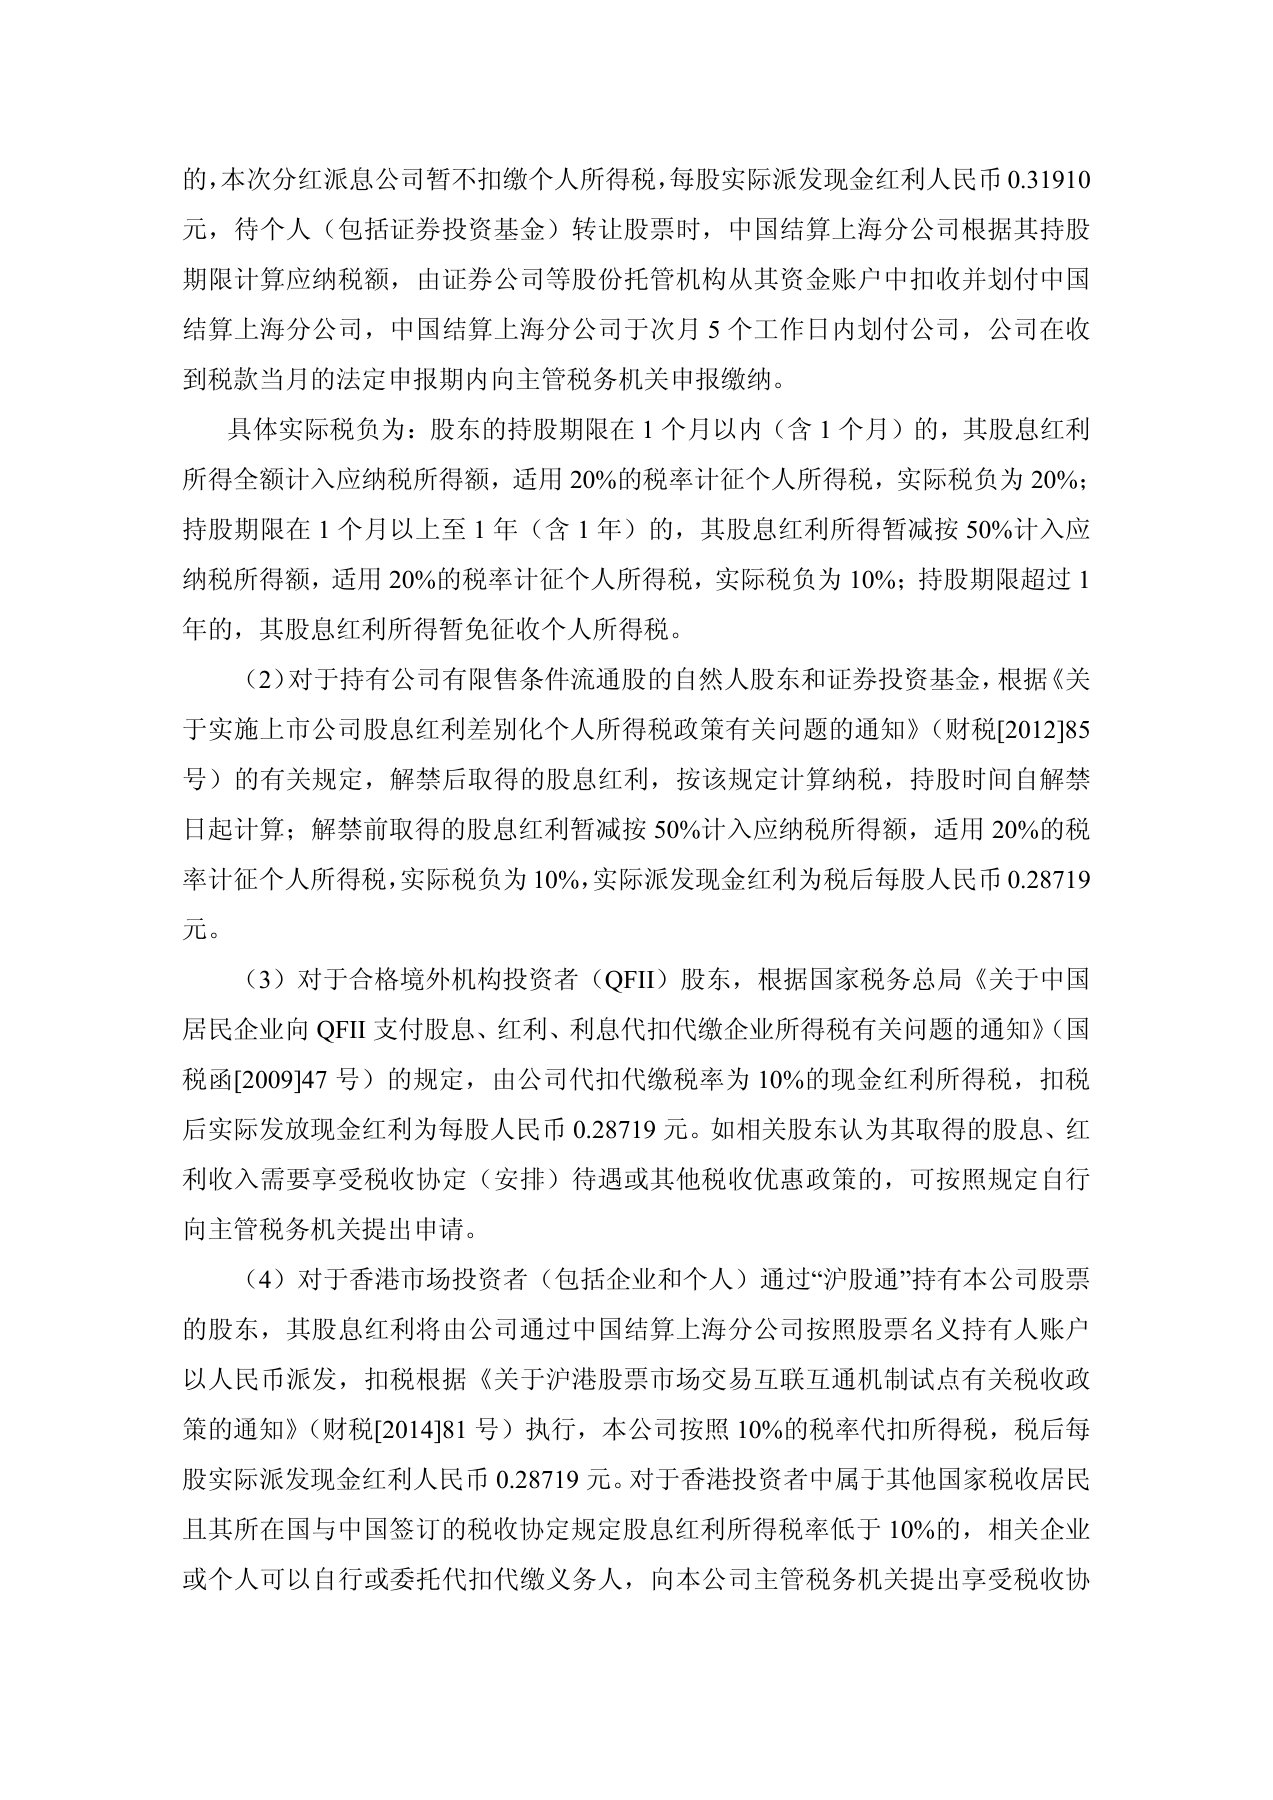 的，本次分红派息公司暂不扣缴个人所得税，每股实际派发现金红利人民币 0.31910
元，待个人（包括证券投资基金）转让股票时，中国结算上海分公司根据其持股
期限计算应纳税额，由证券公司等股份托管机构从其资金账户中扣收并划付中国
结算上海分公司，中国结算上海分公司于次月 5 个工作日内划付公司，公司在收
到税款当月的法定申报期内向主管税务机关申报缴纳。
具体实际税负为：股东的持股期限在 1 个月以内（含 1 个月）的，其股息红利
所得全额计入应纳税所得额，适用 20%的税率计征个人所得税，实际税负为 20%；
持股期限在 1 个月以上至 1 年（含 1 年）的，其股息红利所得暂减按 50%计入应
纳税所得额，适用 20%的税率计征个人所得税，实际税负为 10%；持股期限超过 1
年的，其股息红利所得暂免征收个人所得税。
（2）对于持有公司有限售条件流通股的自然人股东和证券投资基金，根据《关
于实施上市公司股息红利差别化个人所得税政策有关问题的通知》（财税[2012]85
号）的有关规定，解禁后取得的股息红利，按该规定计算纳税，持股时间自解禁
日起计算；解禁前取得的股息红利暂减按 50%计入应纳税所得额，适用 20%的税
率计征个人所得税，实际税负为 10%，实际派发现金红利为税后每股人民币 0.28719
元。
（3）对于合格境外机构投资者（QFII）股东，根据国家税务总局《关于中国
居民企业向 QFII 支付股息、红利、利息代扣代缴企业所得税有关问题的通知》（国
税函[2009]47 号）的规定，由公司代扣代缴税率为 10%的现金红利所得税，扣税
后实际发放现金红利为每股人民币 0.28719 元。如相关股东认为其取得的股息、红
利收入需要享受税收协定（安排）待遇或其他税收优惠政策的，可按照规定自行
向主管税务机关提出申请。
（4）对于香港市场投资者（包括企业和个人）通过“沪股通”持有本公司股票
的股东，其股息红利将由公司通过中国结算上海分公司按照股票名义持有人账户
以人民币派发，扣税根据《关于沪港股票市场交易互联互通机制试点有关税收政
策的通知》（财税[2014]81 号）执行，本公司按照 10%的税率代扣所得税，税后每
股实际派发现金红利人民币 0.28719 元。对于香港投资者中属于其他国家税收居民
且其所在国与中国签订的税收协定规定股息红利所得税率低于 10%的，相关企业
或个人可以自行或委托代扣代缴义务人，向本公司主管税务机关提出享受税收协